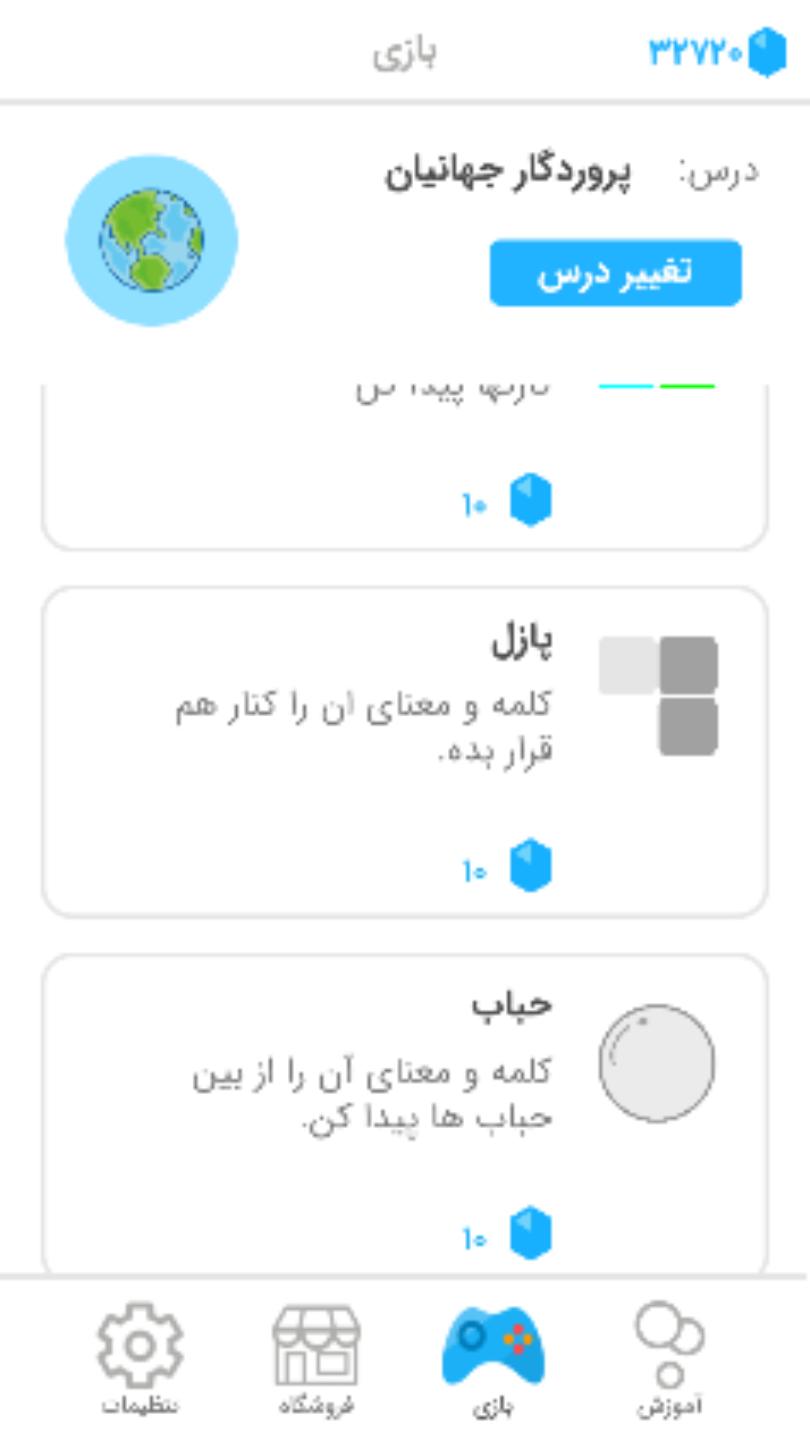 بازی
۳۲۷۲۰
درس: پروردگار جهانیان
تغییر درس
۱۰
پازل
کلمه و معنای ان را کنار هم
قرار بده.
۱۰
حباب
کلمه و معنای آن را از بین
حباب ها پیدا کن.
۱۰
آموزش
بازی
فروشگاه
تنظیمات